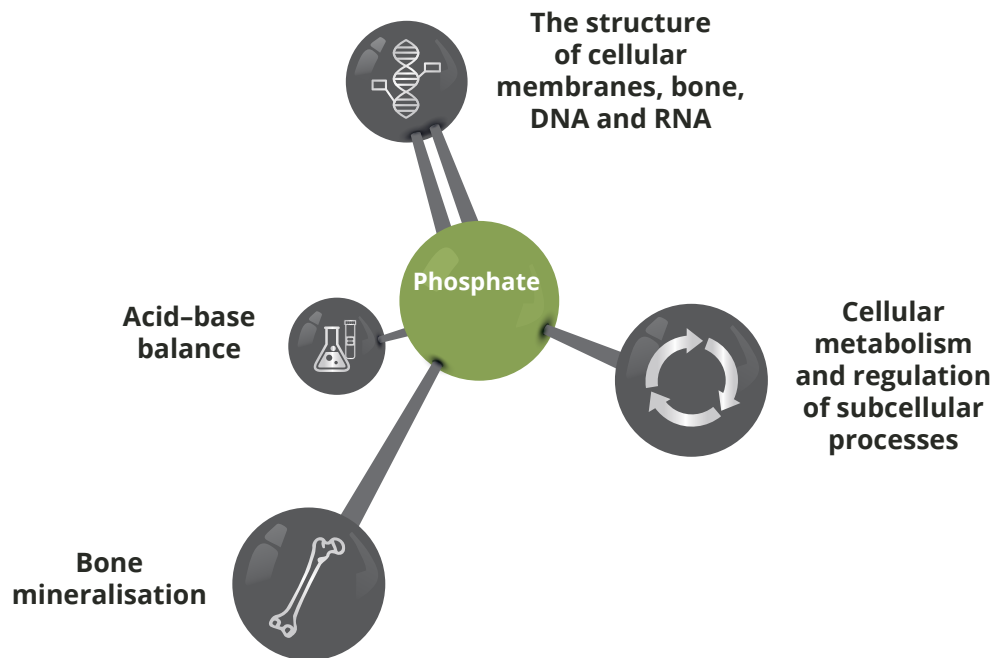 The structure
of cellular
membranes, bone,
DNA and RNA
Phosphate
Acid–base
balance
Cellular
metabolism
and regulation
of subcellular
processes
Bone
mineralisation